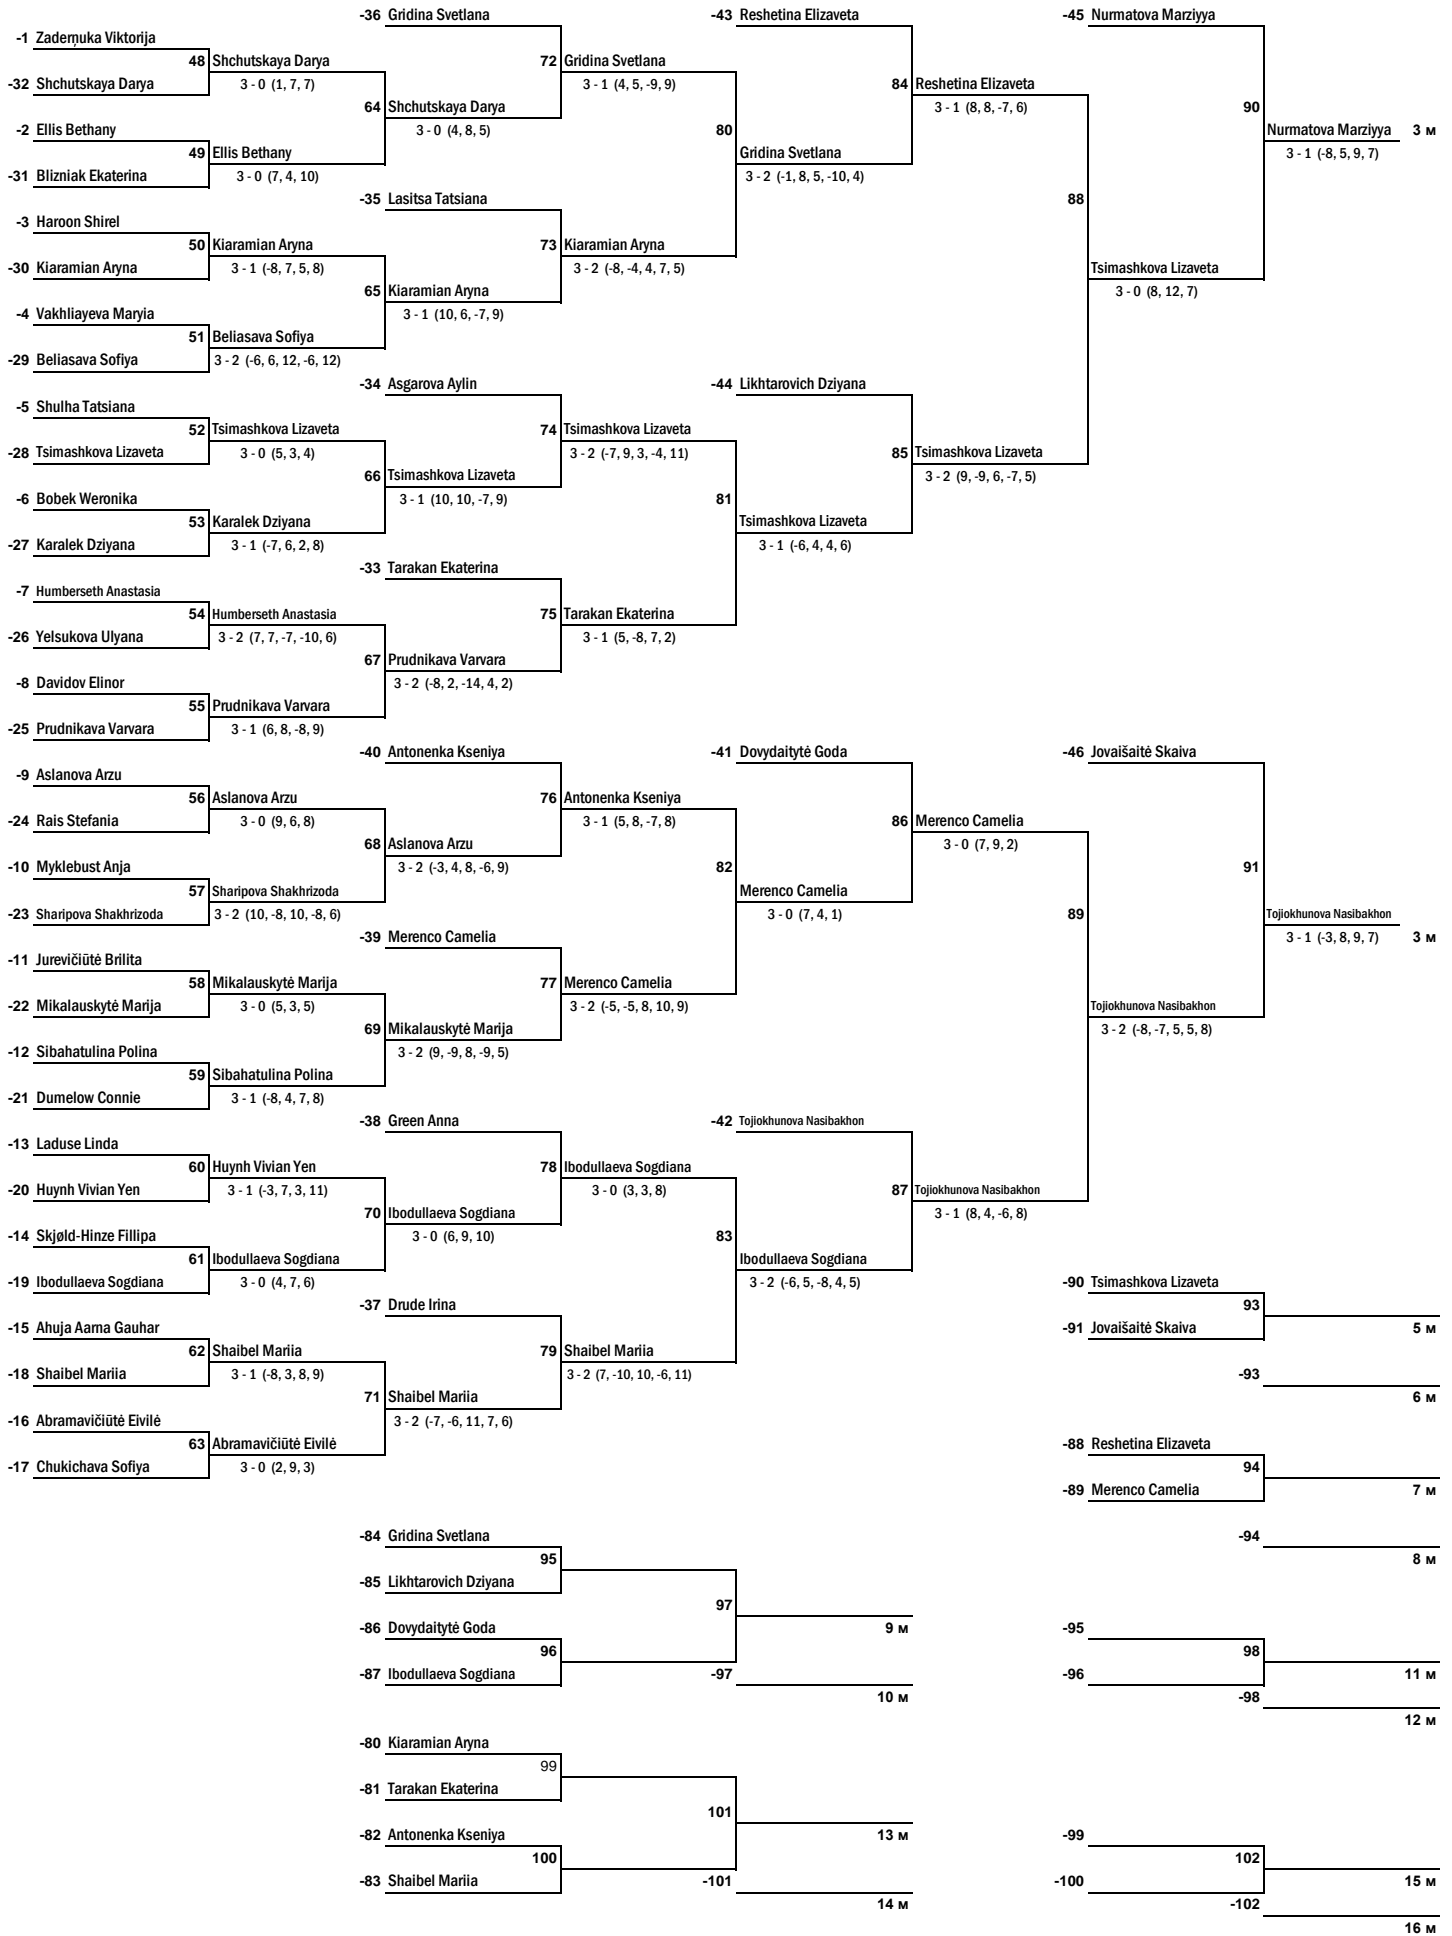 -36 Gridina Svetlana
-43 Reshetina Elizaveta
-45 Nurmatova Marziyya
-1 Zaderņuka Viktorija
48 Shchutskaya Darya
72 Gridina Svetlana
-32 Shchutskaya Darya
3 - 0 (1, 7, 7)
3 - 1 (4, 5, -9, 9)
84 Reshetina Elizaveta
64 Shchutskaya Darya
3 - 1 (8, 8, -7, 6)
90
-2 Ellis Bethany
3 - 0 (4, 8, 5)
80
Nurmatova Marziyya 3 м
49 Ellis Bethany
Gridina Svetlana
3 - 1 (-8, 5, 9, 7)
-31 Blizniak Ekaterina
3 - 0 (7, 4, 10)
3 - 2 (-1, 8, 5, -10, 4)
-35 Lasitsa Tatsiana
88
-3 Haroon Shirel
50 Kiaramian Aryna
73 Kiaramian Aryna
-30 Kiaramian Aryna
3 - 1 (-8, 7, 5, 8)
3 - 2 (-8, -4, 4, 7, 5)
Tsimashkova Lizaveta
65 Kiaramian Aryna
3 - 0 (8, 12, 7)
-4 Vakhliayeva Maryia
3 - 1 (10, 6, -7, 9)
51 Beliasava Sofiya
-29 Beliasava Sofiya
3 - 2 (-6, 6, 12, -6, 12)
-34 Asgarova Aylin
-44 Likhtarovich Dziyana
-5 Shulha Tatsiana
52 Tsimashkova Lizaveta
74 Tsimashkova Lizaveta
-28 Tsimashkova Lizaveta
3 - 0 (5, 3, 4)
3 - 2 (-7, 9, 3, -4, 11)
85 Tsimashkova Lizaveta
66 Tsimashkova Lizaveta
3 - 2 (9, -9, 6, -7, 5)
-6 Bobek Weronika
3 - 1 (10, 10, -7, 9)
81
53 Karalek Dziyana
Tsimashkova Lizaveta
-27 Karalek Dziyana
3 - 1 (-7, 6, 2, 8)
3 - 1 (-6, 4, 4, 6)
-33 Tarakan Ekaterina
-7 Humberseth Anastasia
54 Humberseth Anastasia
75 Tarakan Ekaterina
-26 Yelsukova Ulyana
3 - 2 (7, 7, -7, -10, 6)
3 - 1 (5, -8, 7, 2)
67 Prudnikava Varvara
-8 Davidov Elinor
3 - 2 (-8, 2, -14, 4, 2)
55 Prudnikava Varvara
-25 Prudnikava Varvara
3 - 1 (6, 8, -8, 9)
-40 Antonenka Kseniya
-41 Dovydaitytė Goda
-46 Jovaišaitė Skaiva
-9 Aslanova Arzu
56 Aslanova Arzu
76 Antonenka Kseniya
-24 Rais Stefania
3 - 0 (9, 6, 8)
3 - 1 (5, 8, -7, 8)
86 Merenco Camelia
68 Aslanova Arzu
3 - 0 (7, 9, 2)
-10 Myklebust Anja
3 - 2 (-3, 4, 8, -6, 9)
82
91
57 Sharipova Shakhrizoda
Merenco Camelia
-23 Sharipova Shakhrizoda
3 - 2 (10, -8, 10, -8, 6)
3 - 0 (7, 4, 1)
89
Tojiokhunova Nasibakhon
-39 Merenco Camelia
3 - 1 (-3, 8, 9, 7) 3 м
-11 Jurevičiūtė Brilita
58 Mikalauskytė Marija
77 Merenco Camelia
-22 Mikalauskytė Marija
3 - 0 (5, 3, 5)
3 - 2 (-5, -5, 8, 10, 9)
Tojiokhunova Nasibakhon
69 Mikalauskytė Marija
3 - 2 (-8, -7, 5, 5, 8)
-12 Sibahatulina Polina
3 - 2 (9, -9, 8, -9, 5)
59 Sibahatulina Polina
-21 Dumelow Connie
3 - 1 (-8, 4, 7, 8)
-38 Green Anna
-42 Tojiokhunova Nasibakhon
-13 Laduse Linda
60 Huynh Vivian Yen
78 Ibodullaeva Sogdiana
-20 Huynh Vivian Yen
3 - 1 (-3, 7, 3, 11)
3 - 0 (3, 3, 8)
87 Tojiokhunova Nasibakhon
70 Ibodullaeva Sogdiana
3 - 1 (8, 4, -6, 8)
-14 Skjøld-Hinze Fillipa
3 - 0 (6, 9, 10)
83
61 Ibodullaeva Sogdiana
Ibodullaeva Sogdiana
-19 Ibodullaeva Sogdiana
3 - 0 (4, 7, 6)
3 - 2 (-6, 5, -8, 4, 5)
-90 Tsimashkova Lizaveta
-37 Drude Irina
93
-15 Ahuja Aarna Gauhar
-91 Jovaišaitė Skaiva
5 м
62 Shaibel Mariia
79 Shaibel Mariia
-18 Shaibel Mariia
3 - 1 (-8, 3, 8, 9)
3 - 2 (7, -10, 10, -6, 11)
-93
71 Shaibel Mariia
6 м
-16 Abramavičiūtė Eivilė
3 - 2 (-7, -6, 11, 7, 6)
63 Abramavičiūtė Eivilė
-88 Reshetina Elizaveta
-17 Chukichava Sofiya
3 - 0 (2, 9, 3)
94
-89 Merenco Camelia
7 м
-84 Gridina Svetlana
-94
95
8 м
-85 Likhtarovich Dziyana
97
-86 Dovydaitytė Goda
9 м
-95
96
98
-87 Ibodullaeva Sogdiana
-97
-96
11 м
10 м
-98
12 м
-80 Kiaramian Aryna
99
-81 Tarakan Ekaterina
101
-82 Antonenka Kseniya
13 м
-99
100
102
-83 Shaibel Mariia
-101
-100
15 м
14 м
-102
16 м